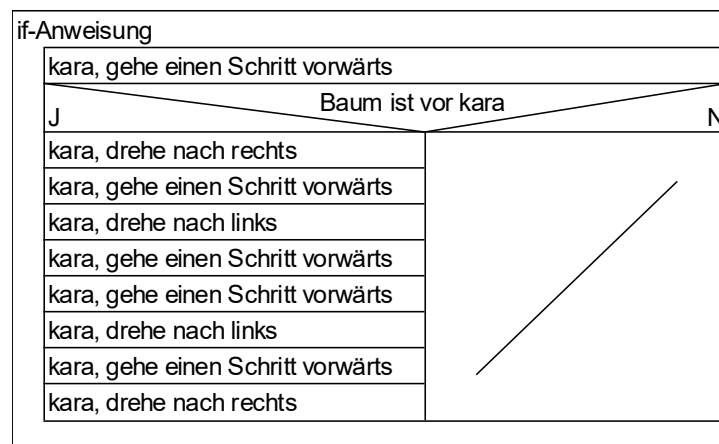 if-Anweisung
kara, gehe einen Schritt vorwärts
Baum ist vor kara
J
N
kara, drehe nach rechts
kara, gehe einen Schritt vorwärts
kara, drehe nach links
kara, gehe einen Schritt vorwärts
kara, gehe einen Schritt vorwärts
kara, drehe nach links
kara, gehe einen Schritt vorwärts
kara, drehe nach rechts